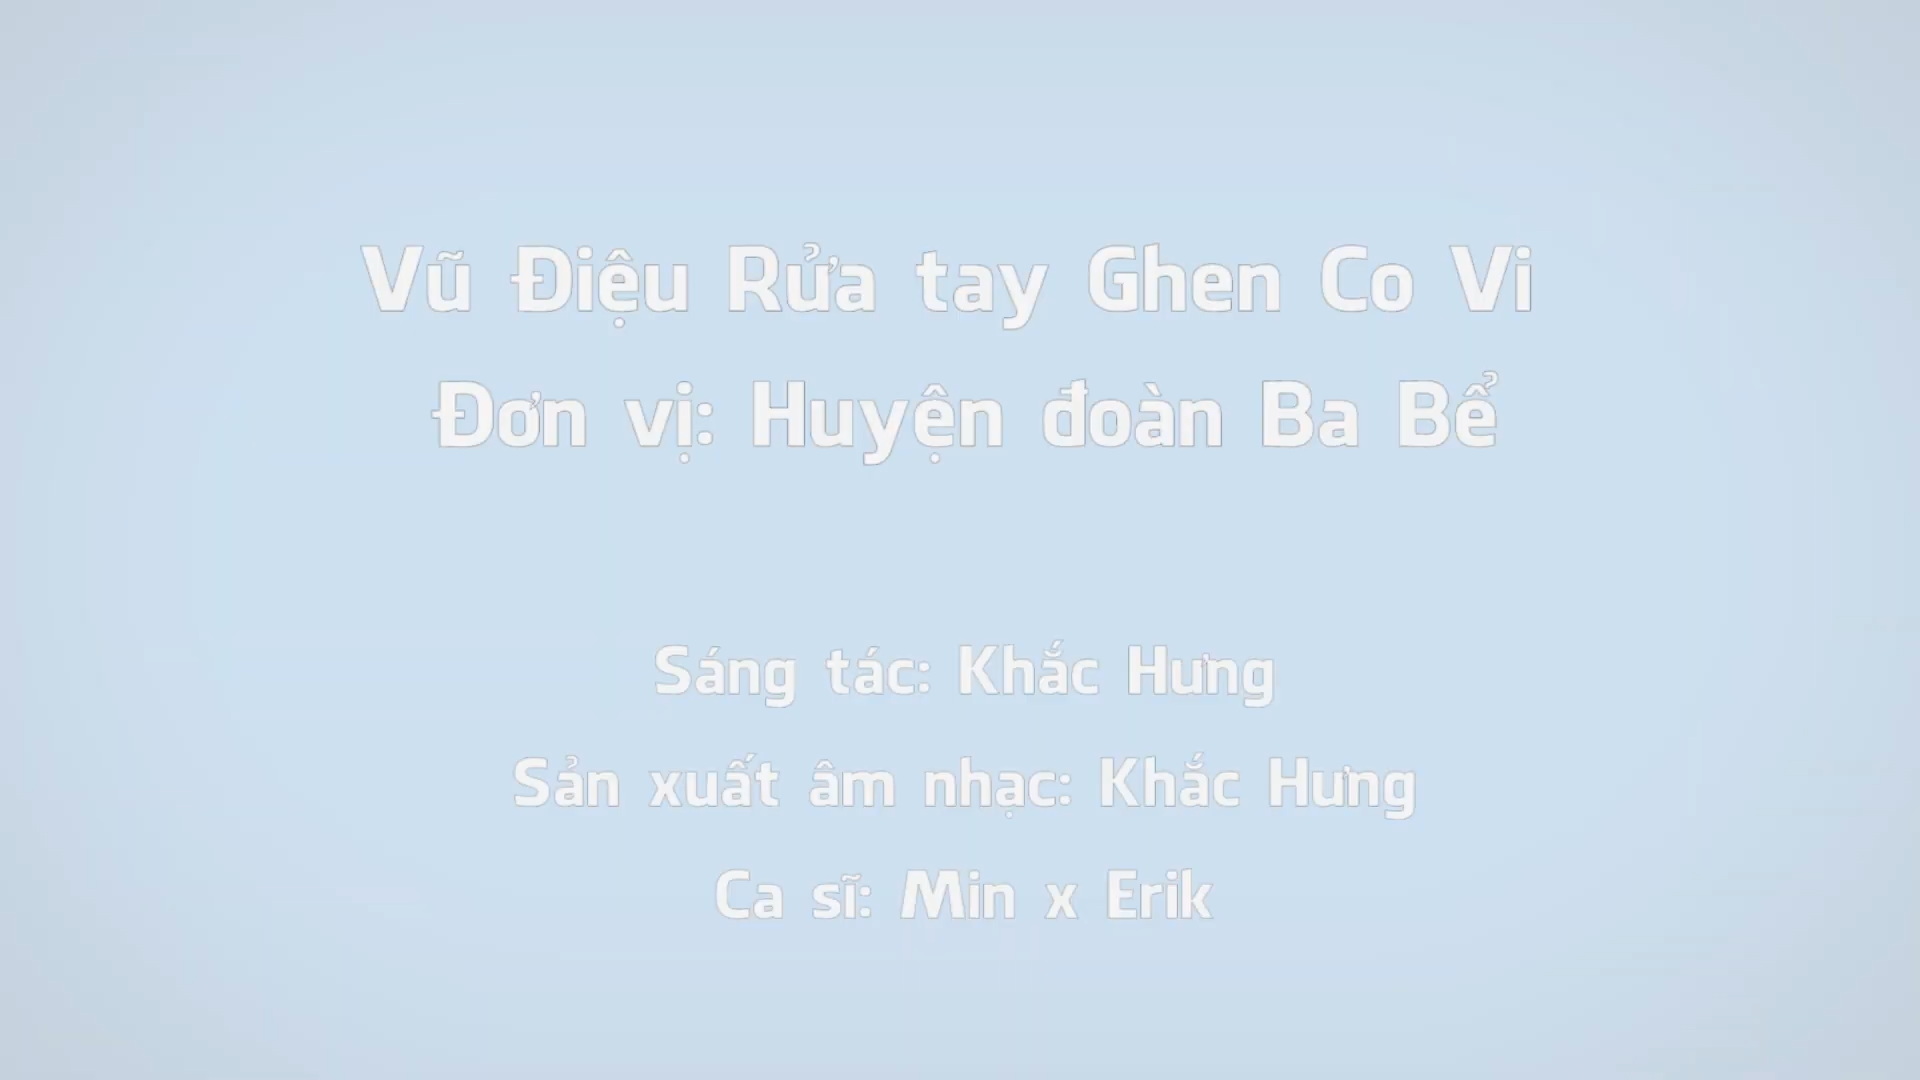 Vũ Điệu Rửa tay Ghen Co Vi
Đơn vị: Huyện đoàn Ba Bể
Sáng tác: Khắc Hưng
Sản xuất âm nhạc: Khắc Hưng
Ca sĩ: Min x Erik